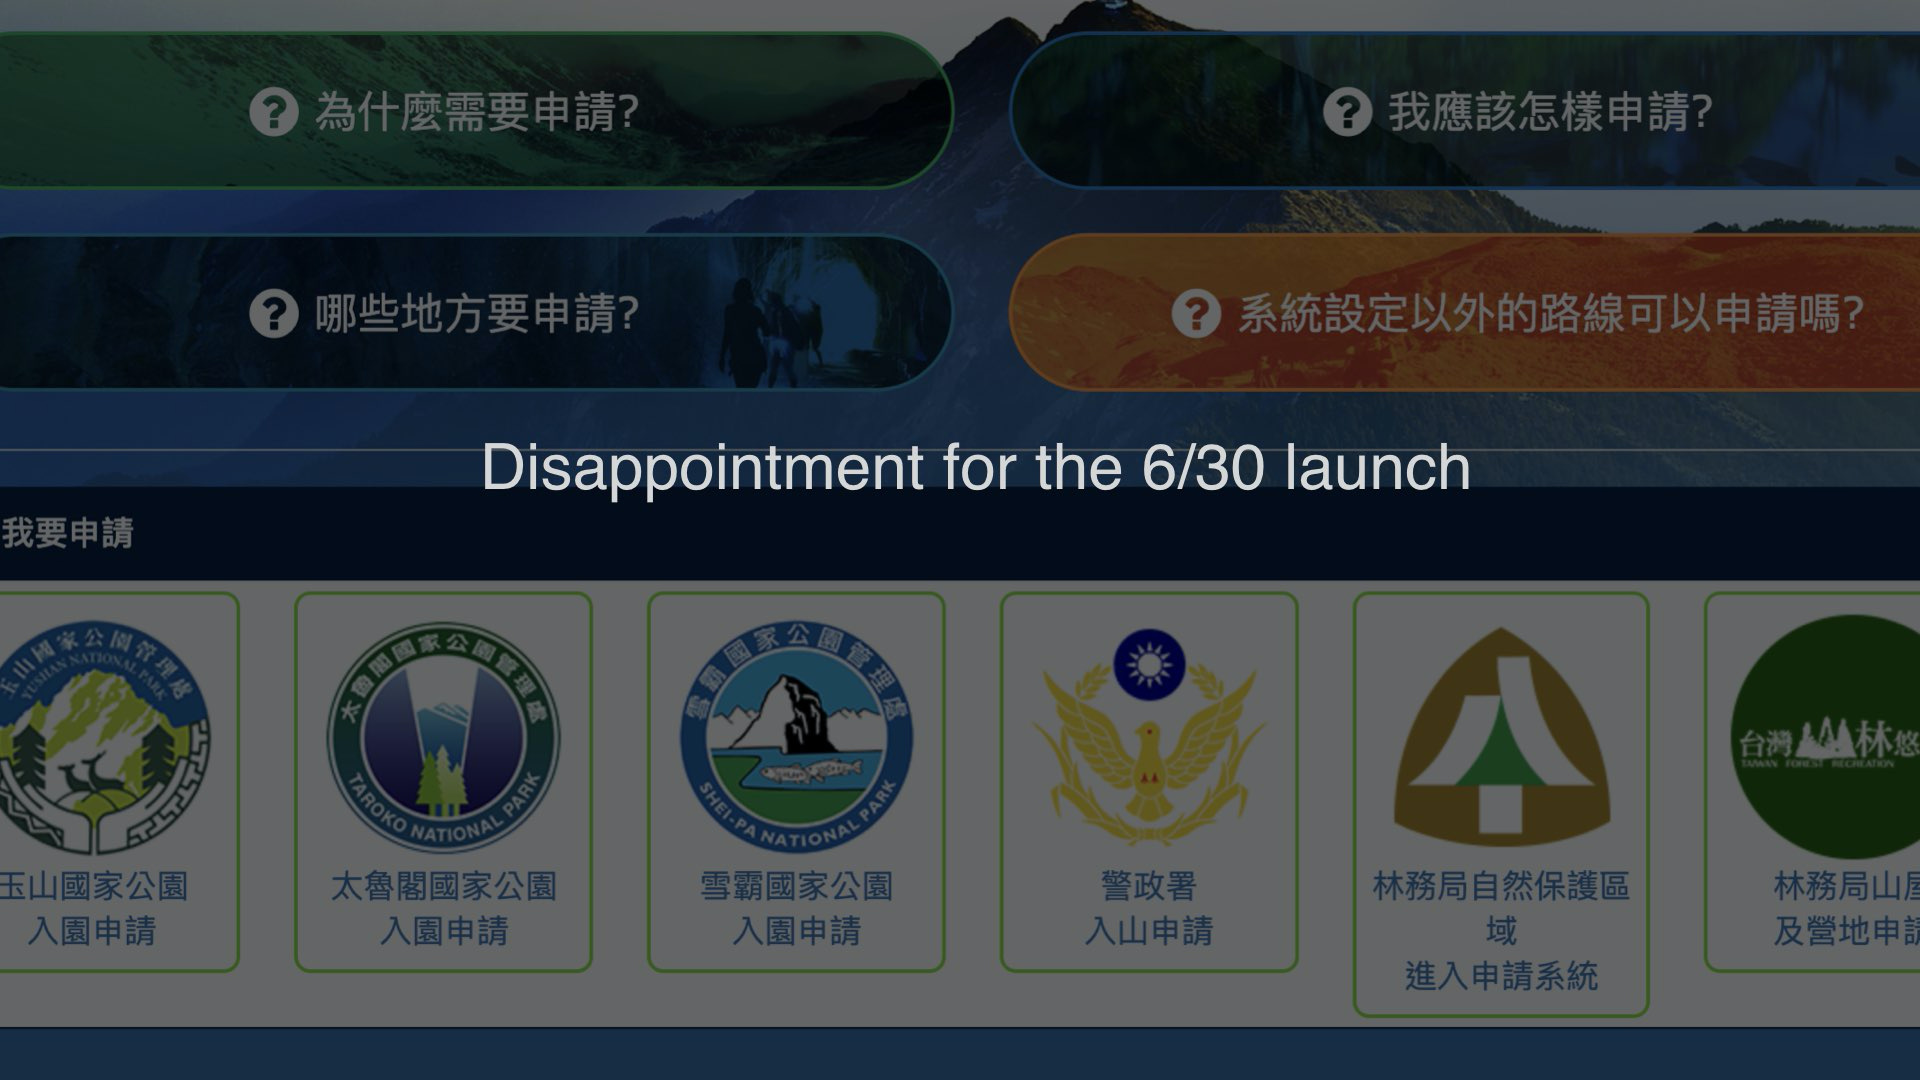 為什麼需要申請?
我應該怎樣申請?
哪些地方要申請?
系統設定以外的路線可以申請嗎?
Disappointment for the 6/30 launch
我要申請
玉山國家公園管理處
YUSHAN NATIONAL PARK
玉山國家公園
入園申請
太魯閣國家公園管理處
TAROKO NATIONAL PARK
太魯閣國家公園
入園申請
雪霸國家公園管理處
SHEI-PA NATIONAL PARK
雪霸國家公園
入園申請
警政署
入山申請
林務局自然保護區
域
進入申請系統
台灣山林悠
TAIWAN FOREST RECREATION
林務局山屋
及營地申請